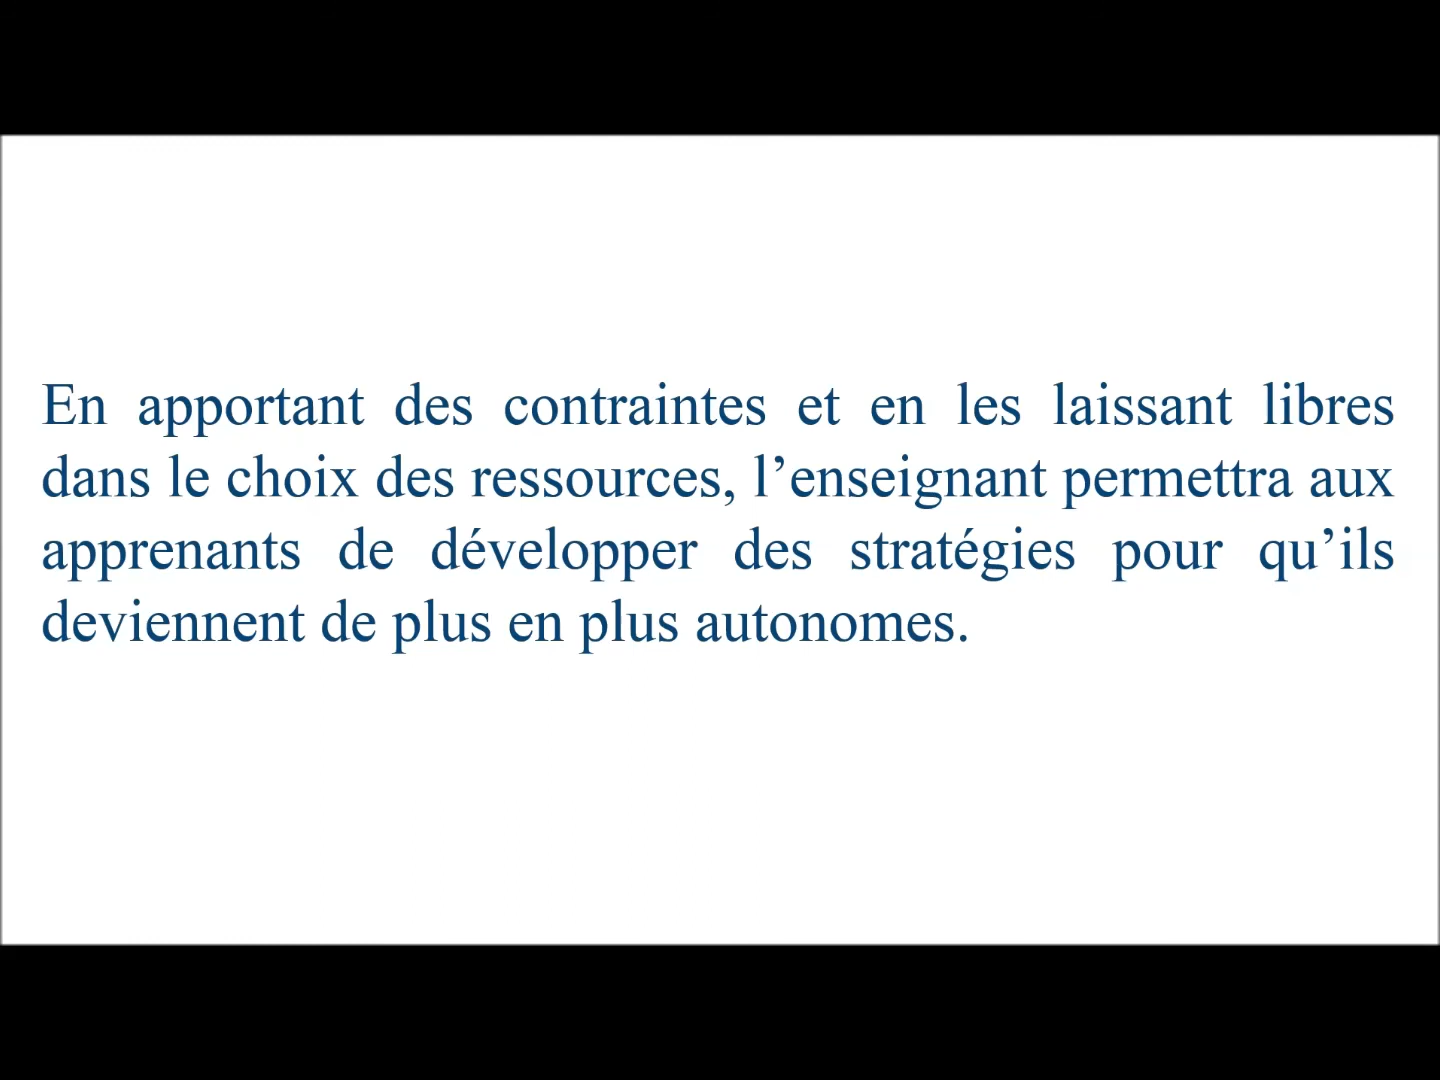 En apportant des contraintes et en les laissant libres
dans le choix des ressources, l’enseignant permettra aux
apprenants de développer des stratégies pour qu’ils
deviennent de plus en plus autonomes.